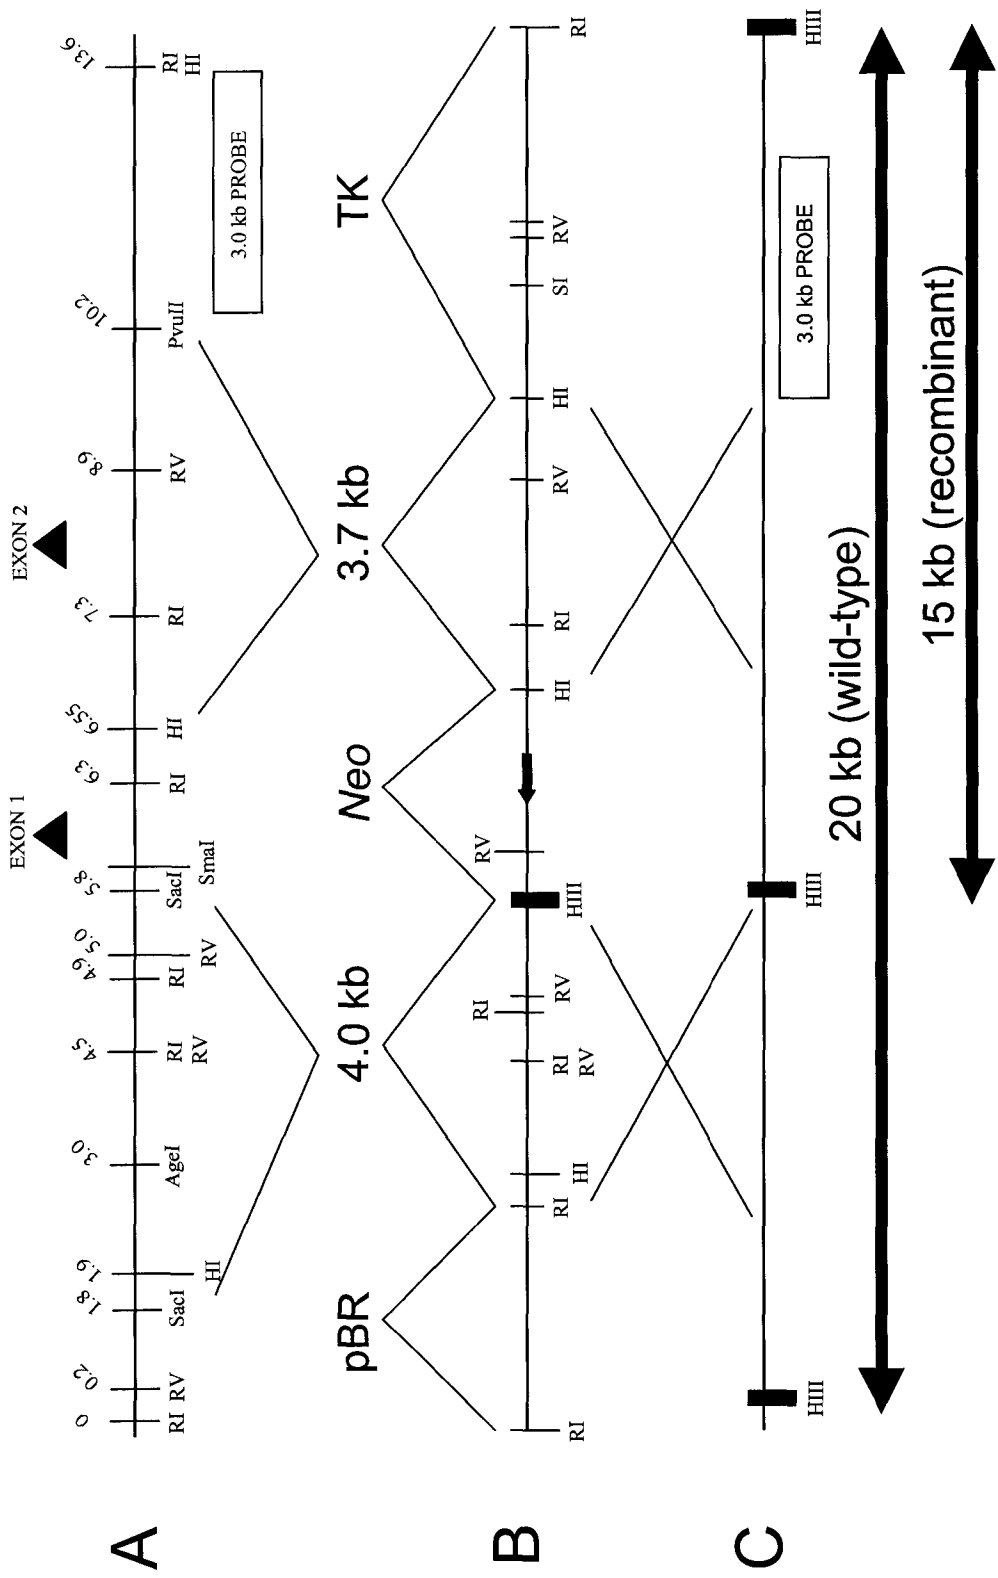 A
EXON 1
EXON 2
0
0.2
1.8
1.9
3.0
4.5
4.9
5.0
5.8
6.3
6.55
7.3
8.9
10.2
13.6
RI
RV
SacI
HI
AgeI
RI
RV
RI
RV
SacI
SmaI
RI
HI
RI
RV
PvuII
RI
HI
3.0 kb PROBE
pBR
4.0 kb
Neo
3.7 kb
TK
B
RI
RI
HI
RI
RV
RI
RV
HIII
RV
HI
RI
RV
HI
SI
RV
RI
C
HIII
HIII
3.0 kb PROBE
HIII
20 kb (wild-type)
15 kb (recombinant)